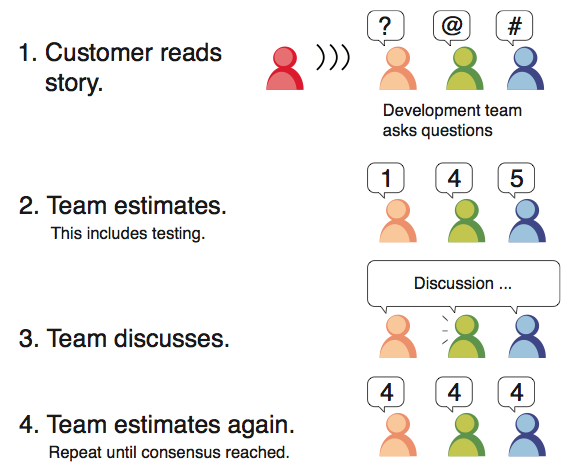 ? @ #
1. Customer reads
story.
Development team
asks questions
1 4 5
2. Team estimates.
This includes testing.
Discussion ...
3. Team discusses.
4 4 4
4. Team estimates again.
Repeat until consensus reached.